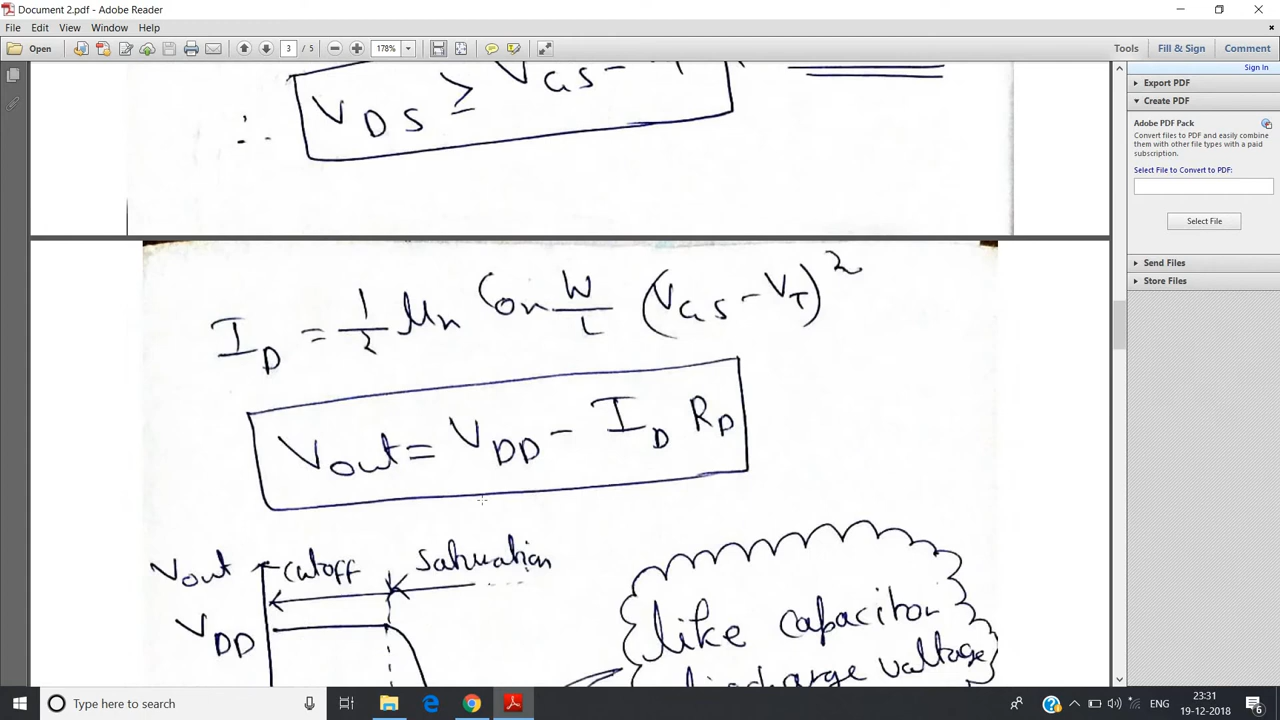 Document 2.pdf - Adobe Reader
File Edit View Window Help
Open 3 / 5 178% Tools Fill & Sign Comment
Sign In
Export PDF
Create PDF
Adobe PDF Pack
Convert files to PDF and easily combine
them with other file types with a paid
subscription.
Select File to Convert to PDF:
Select File
Send Files
Store Files
∴ VDS ≥ VGS -
ID = 1/2 μn Cox W/L (VGS - VT)2
Vout = VDD - ID RD
Vout cutoff saturation
VDD
like capacitor
discharge voltage
Type here to search
23:31
19-12-2018
6